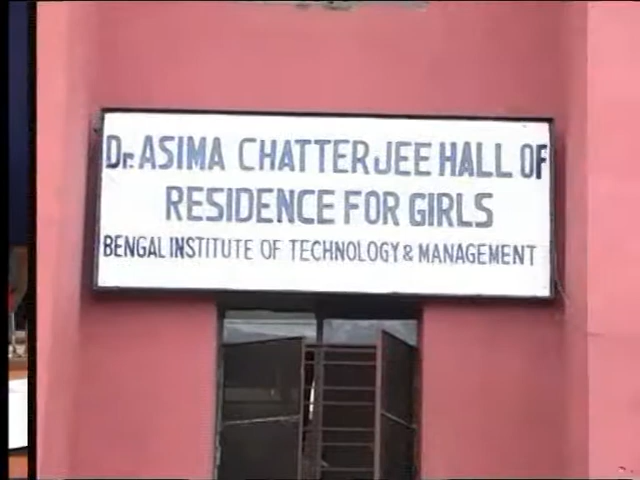 Dr. ASIMA CHATTERJEE HALL OF
RESIDENCE FOR GIRLS
BENGAL INSTITUTE OF TECHNOLOGY & MANAGEMENT